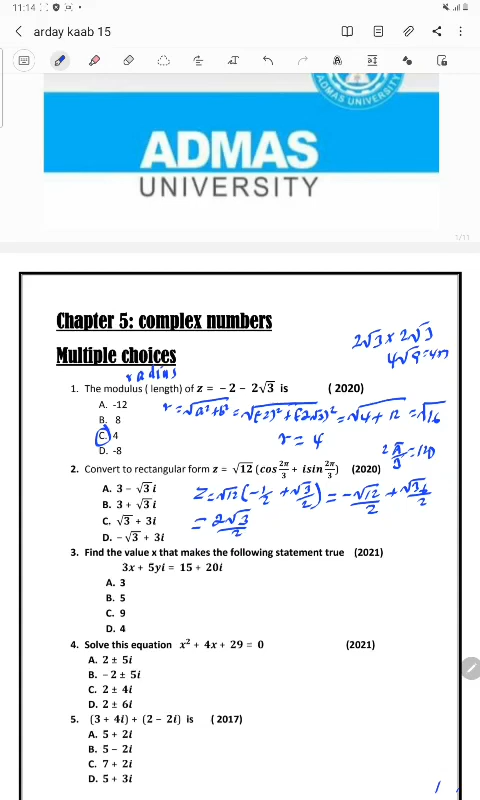 11:14
arday kaab 15
ADMAS UNIVERSITY
ADMAS
UNIVERSITY
1/11
Chapter 5: complex numbers
2√3 × 2√3
4√9 =
Multiple choices
radius
1. The modulus ( length) of z = − 2 − 2√3 is (2020)
A. -12
r = √a²+b² = √(-2)²+(-2√3)² = √4 + 12 = √16
B. 8
C. 4
r = 4
D. -8
2 π/3 = 120
2. Convert to rectangular form z = √12 (cos 2π/3 + isin 2π/3) (2020)
A. 3 − √3 i
Z = √12 (-1/2 + √3/2) = -√12/2 + √36/2
B. 3 + √3 i
C. √3 + 3i
= 2√3/2
D. − √3 + 3i
3. Find the value x that makes the following statement true (2021)
3x + 5yi = 15 + 20i
A. 3
B. 5
C. 9
D. 4
4. Solve this equation x² + 4x + 29 = 0 (2021)
A. 2 ± 5i
B. − 2 ± 5i
C. 2 ± 4i
D. 2 ± 6i
5. (3 + 4i) + (2 − 2i) is (2017)
A. 5 + 2i
B. 5 − 2i
C. 7 + 2i
D. 5 + 3i